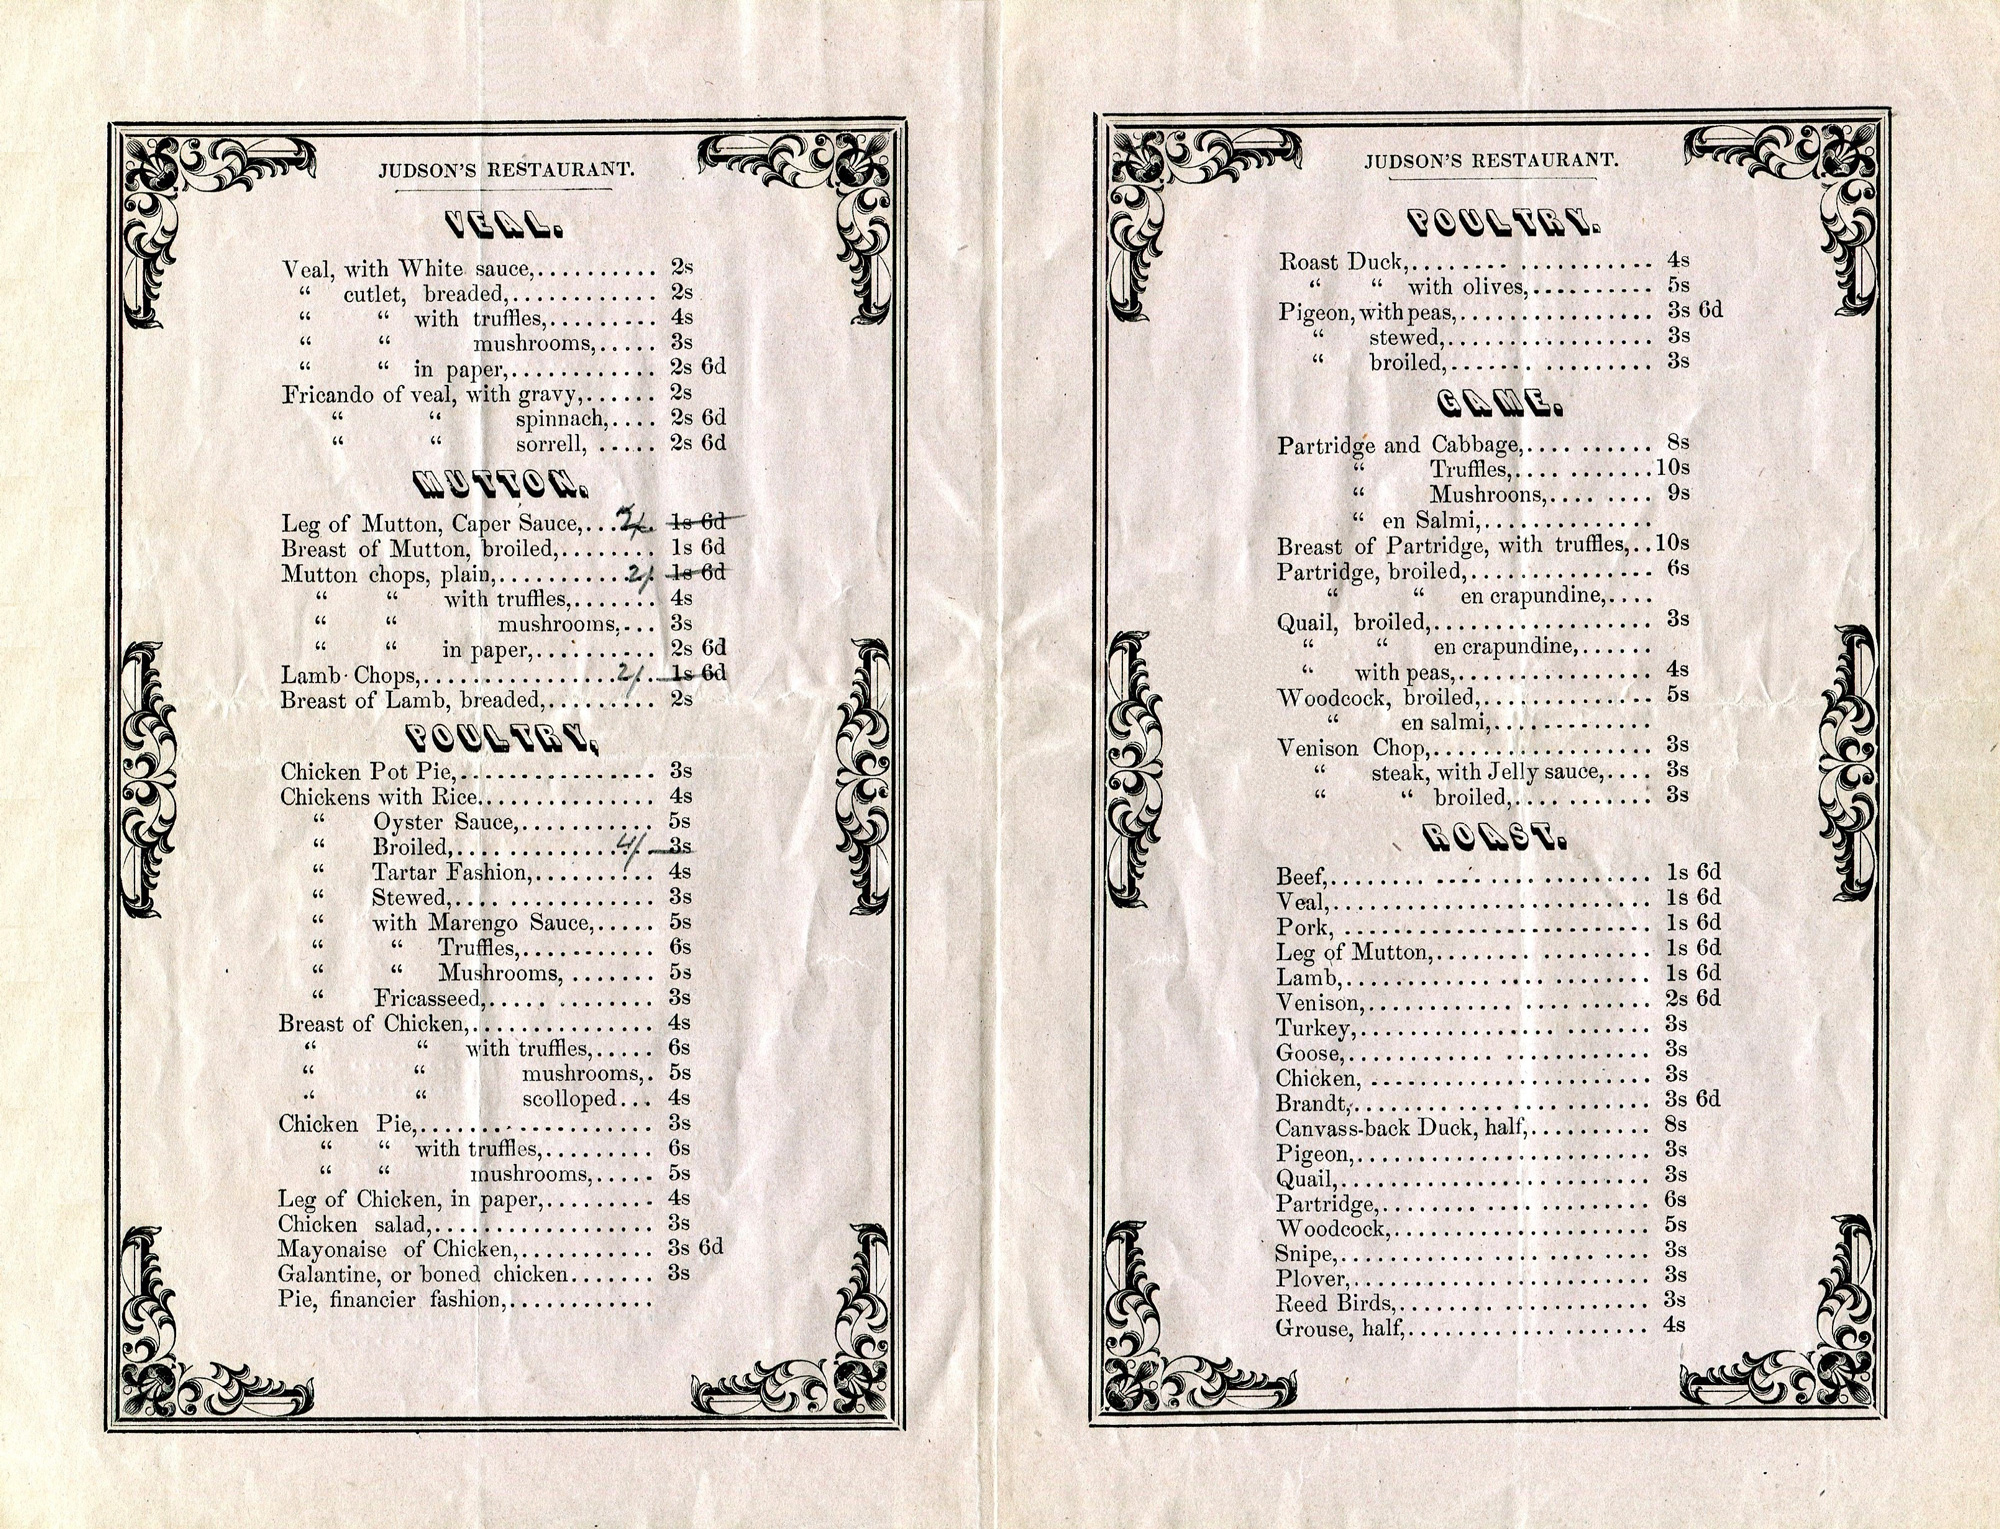 JUDSON'S RESTAURANT.
VEAL.
Veal, with White sauce,.......... 2s
“ cutlet, breaded,............ 2s
“ “ with truffles,......... 4s
“ “ mushrooms,..... 3s
“ “ in paper,............ 2s 6d
Fricando of veal, with gravy,...... 2s
“ “ spinnach,.... 2s 6d
“ “ sorrell, ..... 2s 6d
MUTTON.
Leg of Mutton, Caper Sauce,... 2/. 1s 6d
Breast of Mutton, broiled,........ 1s 6d
Mutton chops, plain,........... 2/. 1s 6d
“ “ with truffles,....... 4s
“ “ mushrooms,... 3s
“ “ in paper,.......... 2s 6d
Lamb Chops,................. 2/. 1s 6d
Breast of Lamb, breaded,......... 2s
POULTRY,
Chicken Pot Pie,................ 3s
Chickens with Rice............... 4s
“ Oyster Sauce,........... 5s
“ Broiled,.............. 4/. 3s
“ Tartar Fashion,.......... 4s
“ Stewed,.... ............ 3s
“ with Marengo Sauce,..... 5s
“ “ Truffles,........... 6s
“ “ Mushrooms, ....... 5s
“ Fricasseed,..... ........ 3s
Breast of Chicken,............... 4s
“ “ with truffles,..... 6s
“ “ mushrooms,. 5s
“ “ scolloped... 4s
Chicken Pie,................... 3s
“ “ with truffles,......... 6s
“ “ mushrooms,..... 5s
Leg of Chicken, in paper,......... 4s
Chicken salad,.................. 3s
Mayonaise of Chicken,........... 3s 6d
Galantine, or boned chicken....... 3s
Pie, financier fashion,............
JUDSON'S RESTAURANT.
POULTRY.
Roast Duck,........ ........... 4s
“ “ with olives,.......... 5s
Pigeon, with peas,................ 3s 6d
“ stewed,................. 3s
“ broiled,....... ......... 3s
GAME.
Partridge and Cabbage,.... ...... 8s
“ Truffles,.... .......10s
“ Mushroons,.... .... 9s
“ en Salmi,..............
Breast of Partridge, with truffles,..10s
Partridge, broiled,............... 6s
“ “ en crapundine,....
Quail, broiled,.................. 3s
“ “ en crapundine,......
“ with peas,................ 4s
Woodcock, broiled,.............. 5s
“ en salmi,.............
Venison Chop,.................. 3s
“ steak, with Jelly sauce,.... 3s
“ “ broiled,.... ....... 3s
ROAST.
Beef,........ .... .... ......... 1s 6d
Veal,.......................... 1s 6d
Pork, ......................... 1s 6d
Leg of Mutton,....... ......... 1s 6d
Lamb,......................... 1s 6d
Venison,................ ...... 2s 6d
Turkey,................ ....... 3s
Goose,............ ............ 3s
Chicken, ....................... 3s
Brandt,......................... 3s 6d
Canvass-back Duck, half,.......... 8s
Pigeon,........................ 3s
Quail,......................... 3s
Partridge,...................... 6s
Woodcock,..................... 5s
Snipe,......................... 3s
Plover,........................ 3s
Reed Birds,.................... 3s
Grouse, half,.................... 4s